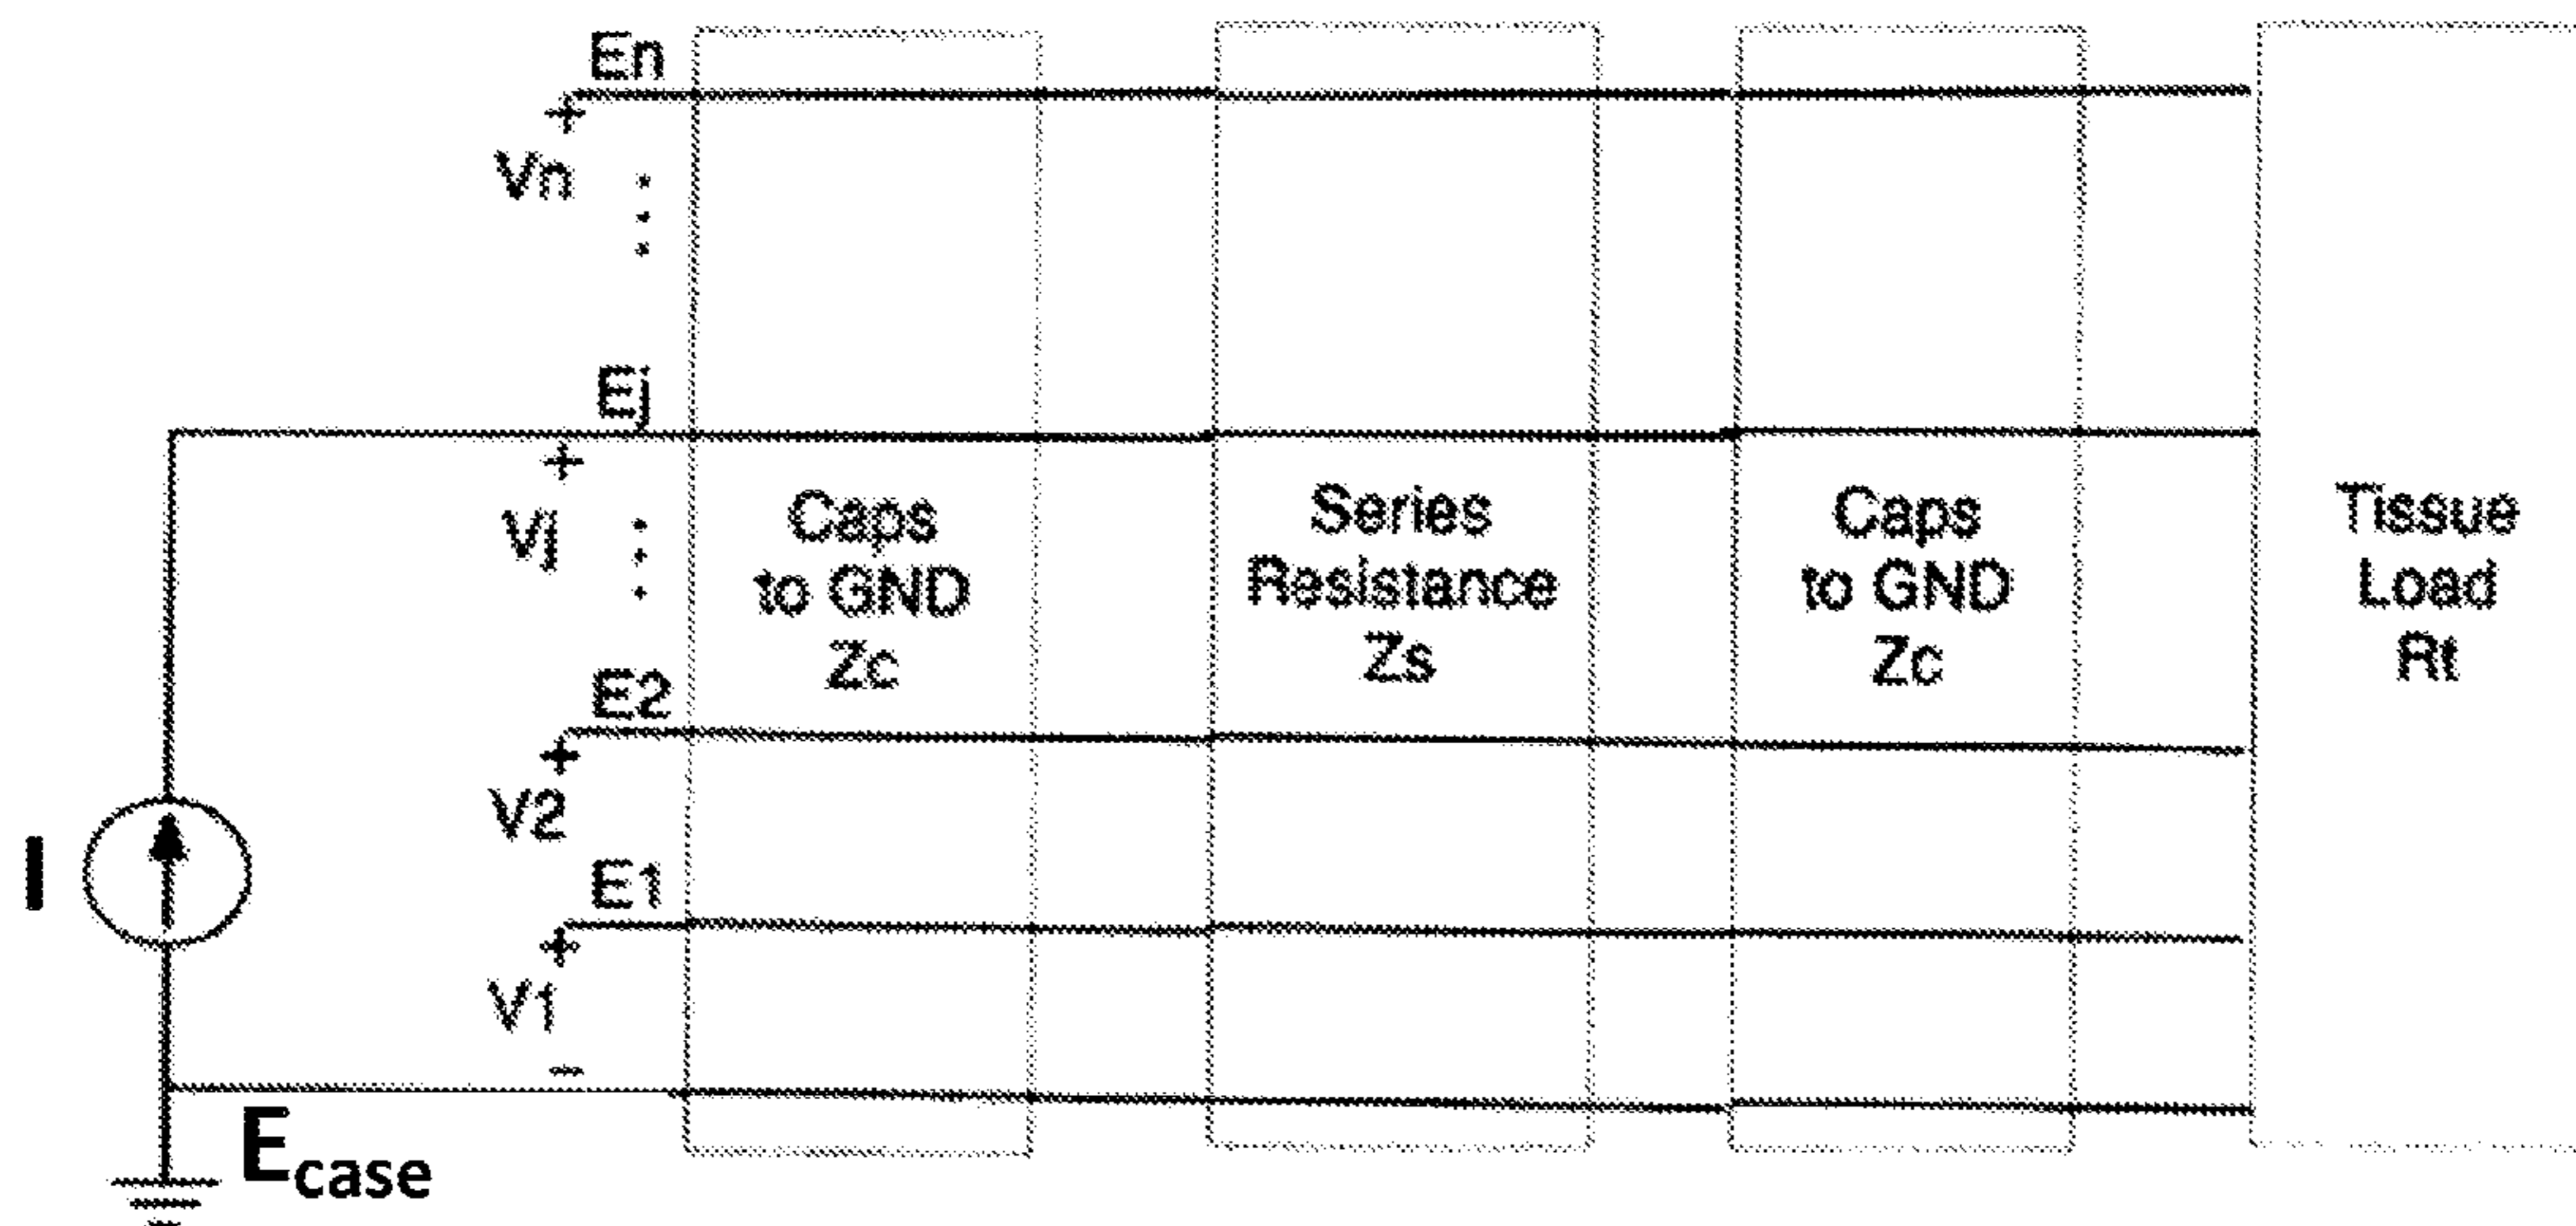 En
+
Vn
Ej
+
Vj
Caps
to GND
Zc
Series
Resistance
Zs
Caps
to GND
Zc
Tissue
Load
Rt
E2
+
V2
I
E1
+
V1
-
Ecase